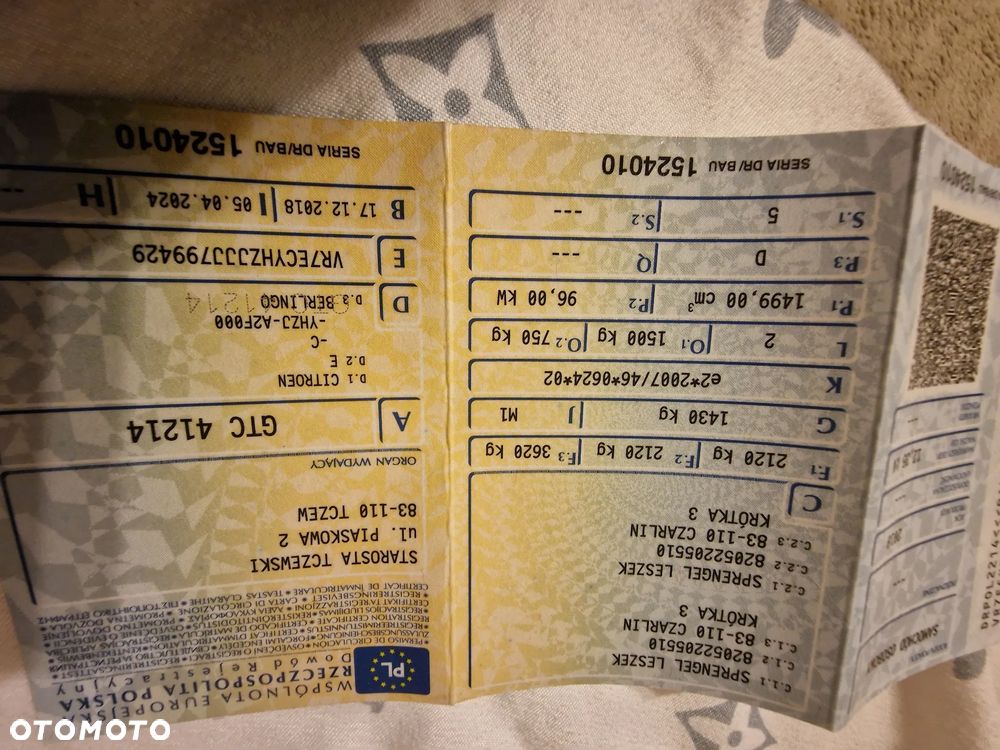 WSPÓLNOTA EUROPEJSKA
RZECZPOSPOLITA POLSKA
Dowód Rejestracyjny
PL
STAROSTA TCZEWSKI
ul. PIASKOWA 2
83-110 TCZEW
ORGAN WYDAJĄCY
A GTC 41214
D D.1 CITROEN
D.2 E
-C
-YHZJ-A2F000
D.3 BERLINGO
E VR7ECYHZJJJ799429
B 17.12.2018 I 05.04.2024 H ---
SERIA DR/BAU 1524010
C.1.1 SPRENGEL LESZEK
C.1.2 82052205510
C.1.3 83-110 CZARLIN
KRÓTKA 3
C.2.1 SPRENGEL LESZEK
C.2.2 82052205510
C.2.3 83-110 CZARLIN
KRÓTKA 3
C
F.1 2120 kg F.2 2120 kg F.3 3620 kg
G 1430 kg J M1
K e2*2007/46*0624*02
L 2 O.1 1500 kg O.2 750 kg
P.1 1499,00 cm³ P.2 96,00 KW
P.3 D Q ---
S.1 5 S.2 ---
SERIA DR/BAU 1524010
SAMOCHÓD
---
2018
---
1524010
OTOMOTO